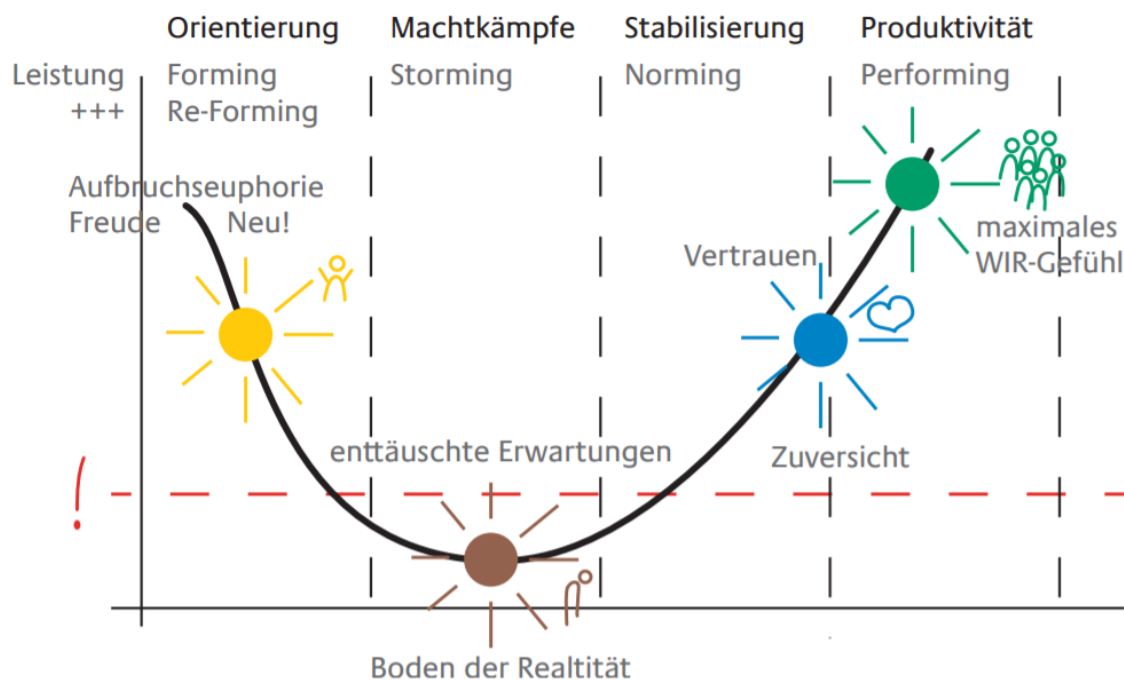 Orientierung
Machtkämpfe
Stabilisierung
Produktivität
Leistung
+++
Forming
Re-Forming
Storming
Norming
Performing
Aufbruchseuphorie
Freude Neu!
Vertrauen
maximales
WIR-Gefühl
enttäuschte Erwartungen
Zuversicht
!
Boden der Realtität